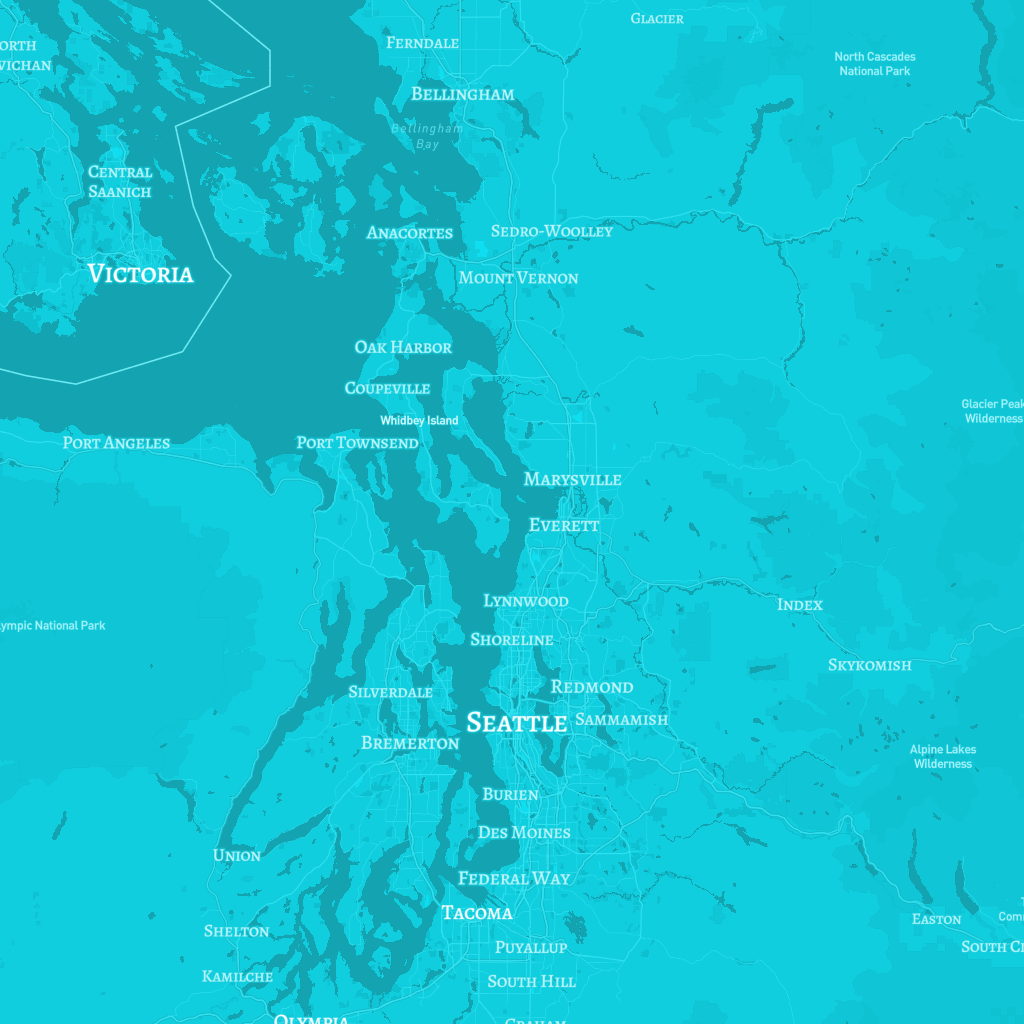 GLACIER
FERNDALE
North Cascades
National Park
BELLINGHAM
Bellingham
Bay
CENTRAL
SAANICH
ANACORTES
SEDRO-WOOLLEY
VICTORIA
MOUNT VERNON
OAK HARBOR
COUPEVILLE
Glacier Peak
Wilderness
Whidbey Island
PORT ANGELES
PORT TOWNSEND
MARYSVILLE
EVERETT
LYNNWOOD
INDEX
lympic National Park
SHORELINE
SKYKOMISH
SILVERDALE
REDMOND
SEATTLE
SAMMAMISH
BREMERTON
Alpine Lakes
Wilderness
BURIEN
DES MOINES
UNION
FEDERAL WAY
TACOMA
EASTON
SHELTON
PUYALLUP
SOUTH
KAMILCHE
SOUTH HILL
OLYMPIA
GRAHAM